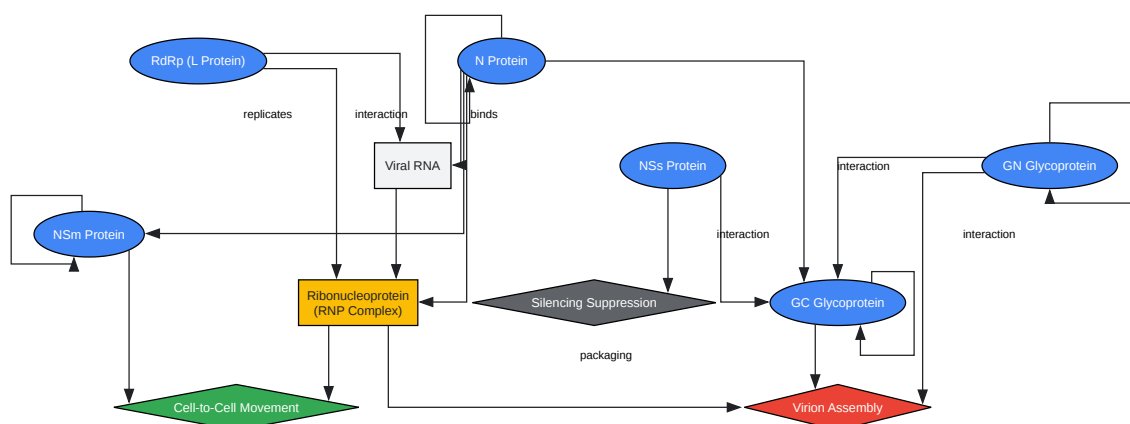 RdRp (L Protein)
N Protein
replicates
interaction
binds
Viral RNA
NSs Protein
interaction
GN Glycoprotein
NSm Protein
interaction
interaction
Ribonucleoprotein
(RNP Complex)
Silencing Suppression
GC Glycoprotein
packaging
Cell-to-Cell Movement
Virion Assembly